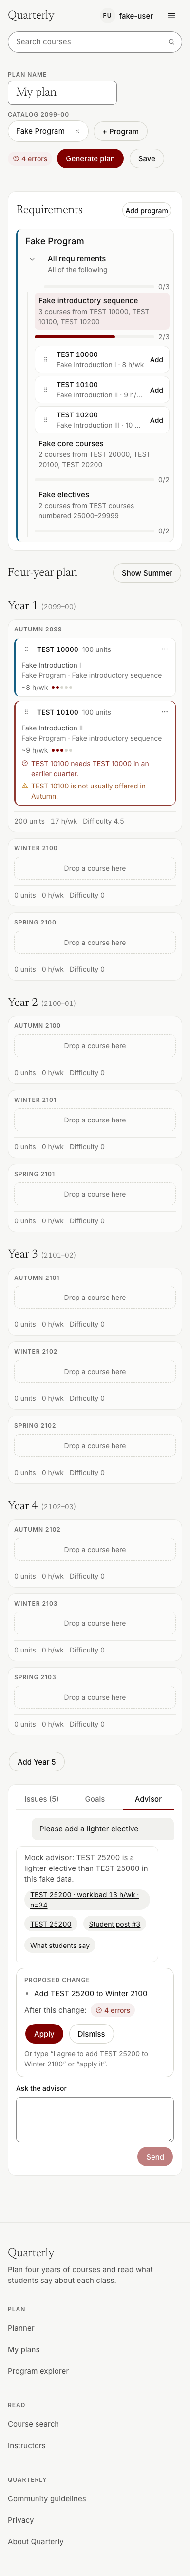 Quarterly
FU fake-user
Search courses
PLAN NAME
My plan
CATALOG 2099-00
Fake Program ×
+ Program
4 errors
Generate plan
Save
Requirements
Add program
Fake Program
All requirements
All of the following
0/3
Fake introductory sequence
3 courses from TEST 10000, TEST
10100, TEST 10200
2/3
TEST 10000
Fake Introduction I · 8 h/wk
Add
TEST 10100
Fake Introduction II · 9 h/...
Add
TEST 10200
Fake Introduction III · 10 ...
Add
Fake core courses
2 courses from TEST 20000, TEST
20100, TEST 20200
0/2
Fake electives
2 courses from TEST courses
numbered 25000–29999
0/2
Four-year plan
Show Summer
Year 1 (2099–00)
AUTUMN 2099
TEST 10000 100 units
Fake Introduction I
Fake Program · Fake introductory sequence
~8 h/wk
TEST 10100 100 units
Fake Introduction II
Fake Program · Fake introductory sequence
~9 h/wk
TEST 10100 needs TEST 10000 in an
earlier quarter.
TEST 10100 is not usually offered in
Autumn.
200 units 17 h/wk Difficulty 4.5
WINTER 2100
Drop a course here
0 units 0 h/wk Difficulty 0
SPRING 2100
Drop a course here
0 units 0 h/wk Difficulty 0
Year 2 (2100–01)
AUTUMN 2100
Drop a course here
0 units 0 h/wk Difficulty 0
WINTER 2101
Drop a course here
0 units 0 h/wk Difficulty 0
SPRING 2101
Drop a course here
0 units 0 h/wk Difficulty 0
Year 3 (2101–02)
AUTUMN 2101
Drop a course here
0 units 0 h/wk Difficulty 0
WINTER 2102
Drop a course here
0 units 0 h/wk Difficulty 0
SPRING 2102
Drop a course here
0 units 0 h/wk Difficulty 0
Year 4 (2102–03)
AUTUMN 2102
Drop a course here
0 units 0 h/wk Difficulty 0
WINTER 2103
Drop a course here
0 units 0 h/wk Difficulty 0
SPRING 2103
Drop a course here
0 units 0 h/wk Difficulty 0
Add Year 5
Issues (5)
Goals
Advisor
Please add a lighter elective
Mock advisor: TEST 25200 is a
lighter elective than TEST 25000 in
this fake data.
TEST 25200 · workload 13 h/wk ·
n=34
TEST 25200
Student post #3
What students say
PROPOSED CHANGE
• Add TEST 25200 to Winter 2100
After this change: 4 errors
Apply
Dismiss
Or type “I agree to add TEST 25200 to
Winter 2100” or “apply it”.
Ask the advisor
Send
Quarterly
Plan four years of courses and read what
students say about each class.
PLAN
Planner
My plans
Program explorer
READ
Course search
Instructors
QUARTERLY
Community guidelines
Privacy
About Quarterly